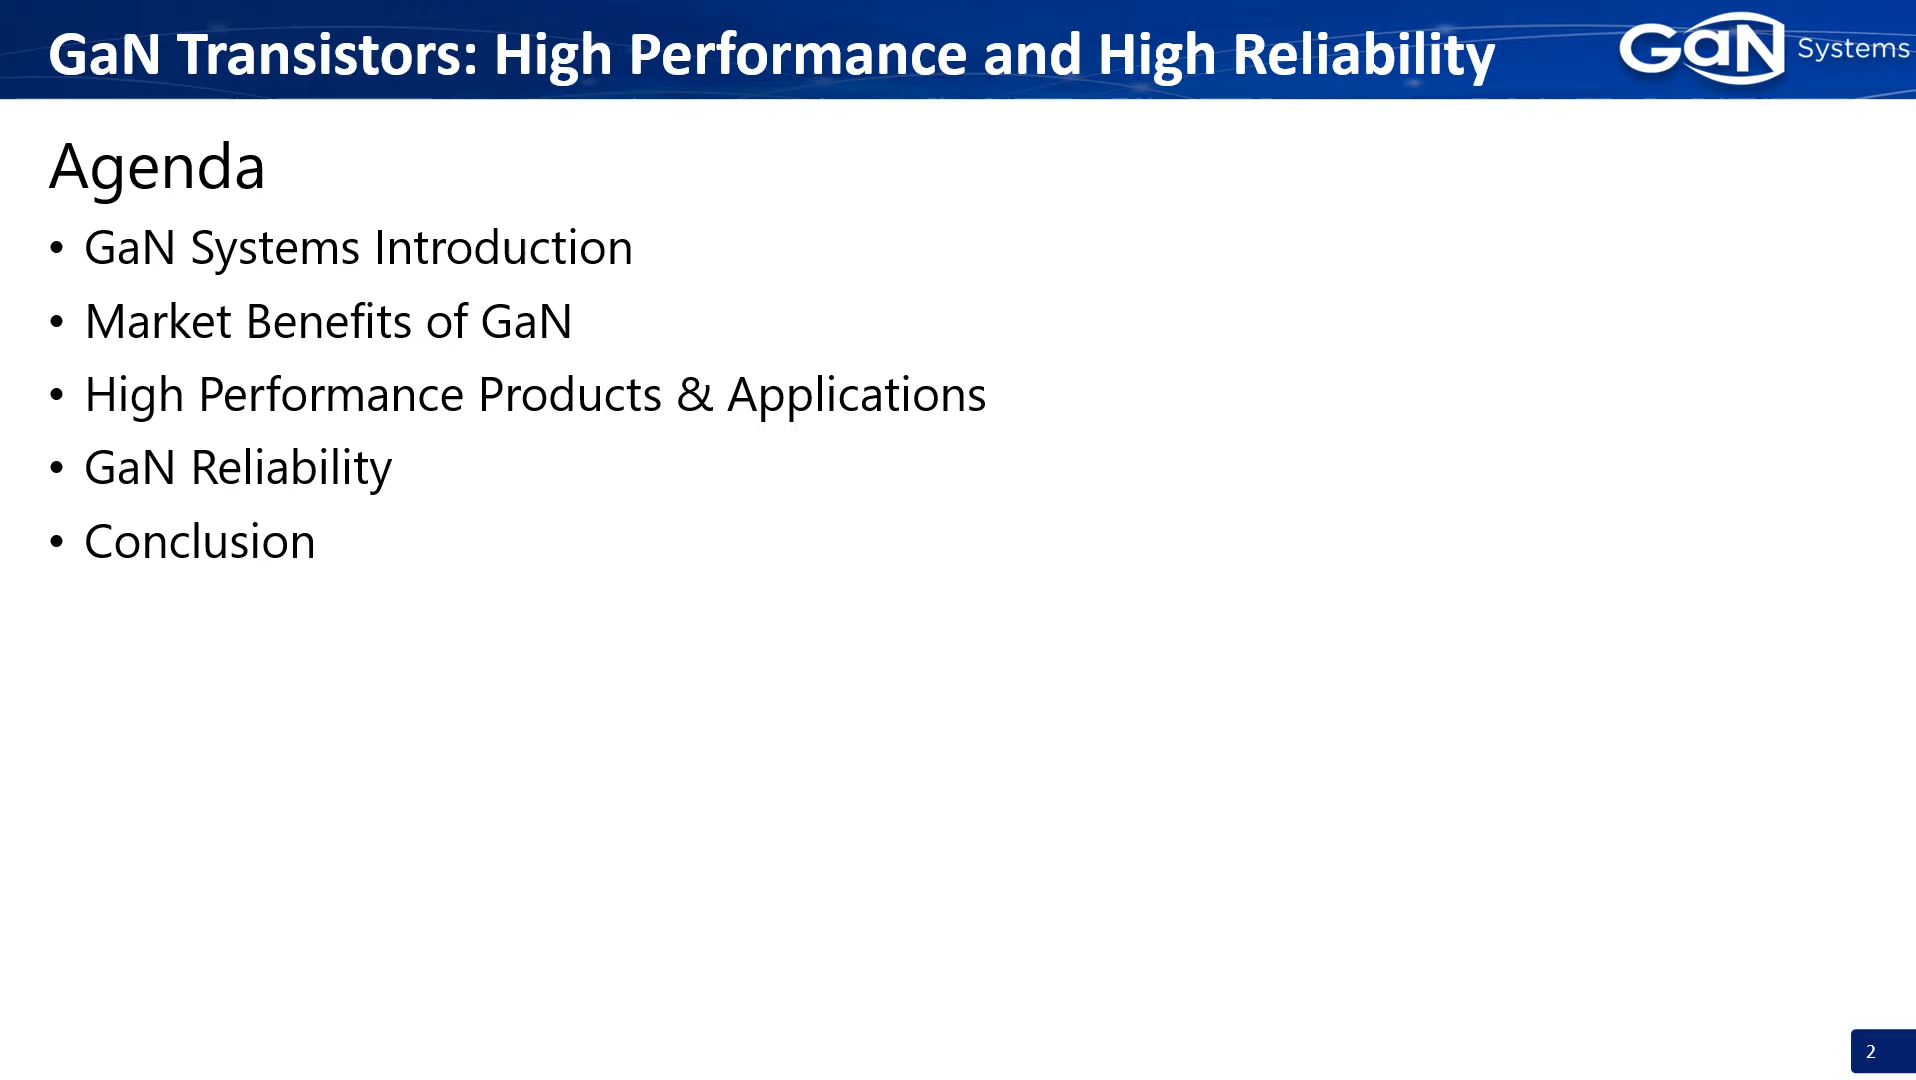 GaN Transistors: High Performance and High Reliability
GaN Systems
Agenda
• GaN Systems Introduction
• Market Benefits of GaN
• High Performance Products & Applications
• GaN Reliability
• Conclusion
2